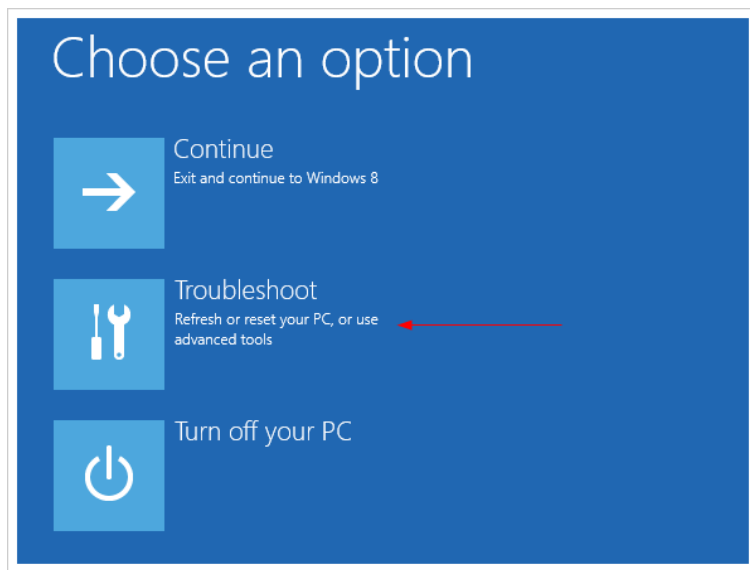 Choose an option
Continue
Exit and continue to Windows 8
Troubleshoot
Refresh or reset your PC, or use
advanced tools
Turn off your PC